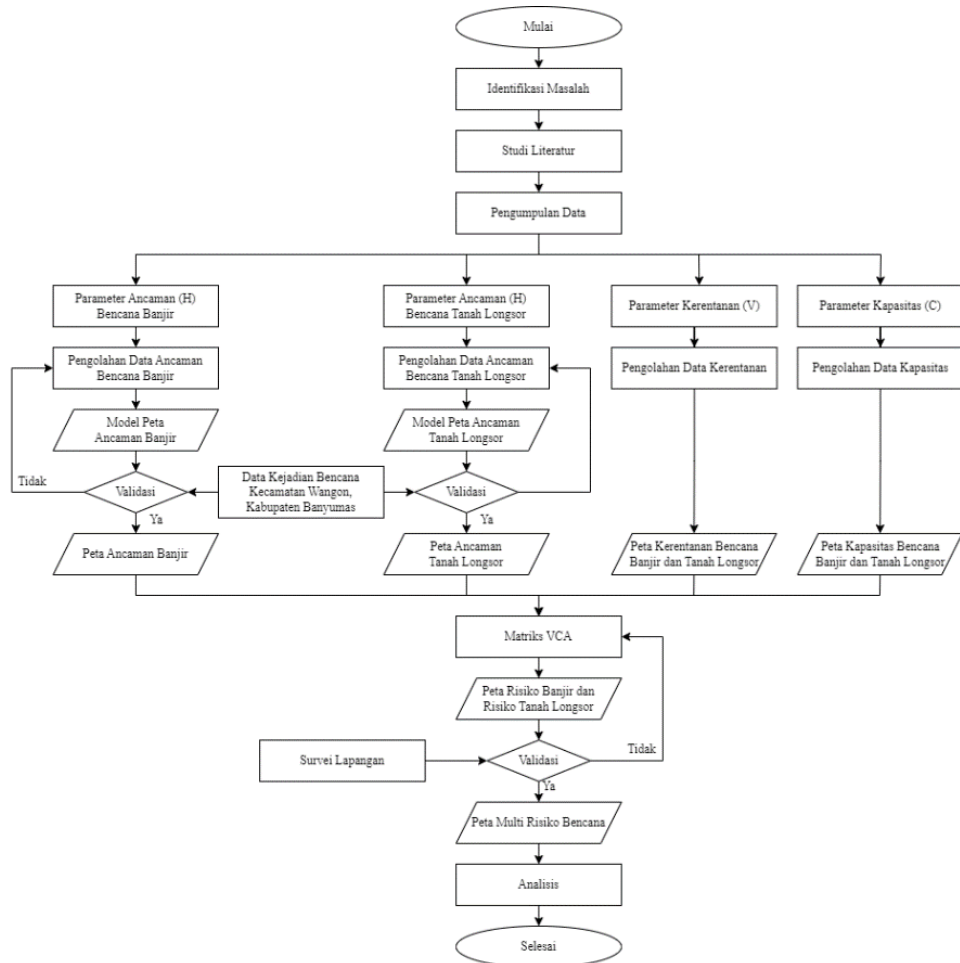 Mulai
Identifikasi Masalah
Studi Literatur
Pengumpulan Data
Parameter Ancaman (H)
Bencana Banjir
Parameter Ancaman (H)
Bencana Tanah Longsor
Parameter Kerentanan (V)
Parameter Kapasitas (C)
Pengolahan Data Ancaman
Bencana Banjir
Pengolahan Data Ancaman
Bencana Tanah Longsor
Pengolahan Data Kerentanan
Pengolahan Data Kapasitas
Model Peta
Ancaman Banjir
Model Peta Ancaman
Tanah Longsor
Tidak
Validasi
Data Kejadian Bencana
Kecamatan Wangon,
Kabupaten Banyumas
Validasi
Ya
Ya
Peta Ancaman Banjir
Peta Ancaman
Tanah Longsor
Peta Kerentanan Bencana
Banjir dan Tanah Longsor
Peta Kapasitas Bencana
Banjir dan Tanah Longsor
Matriks VCA
Peta Risiko Banjir dan
Risiko Tanah Longsor
Survei Lapangan
Validasi
Tidak
Ya
Peta Multi Risiko Bencana
Analisis
Selesai